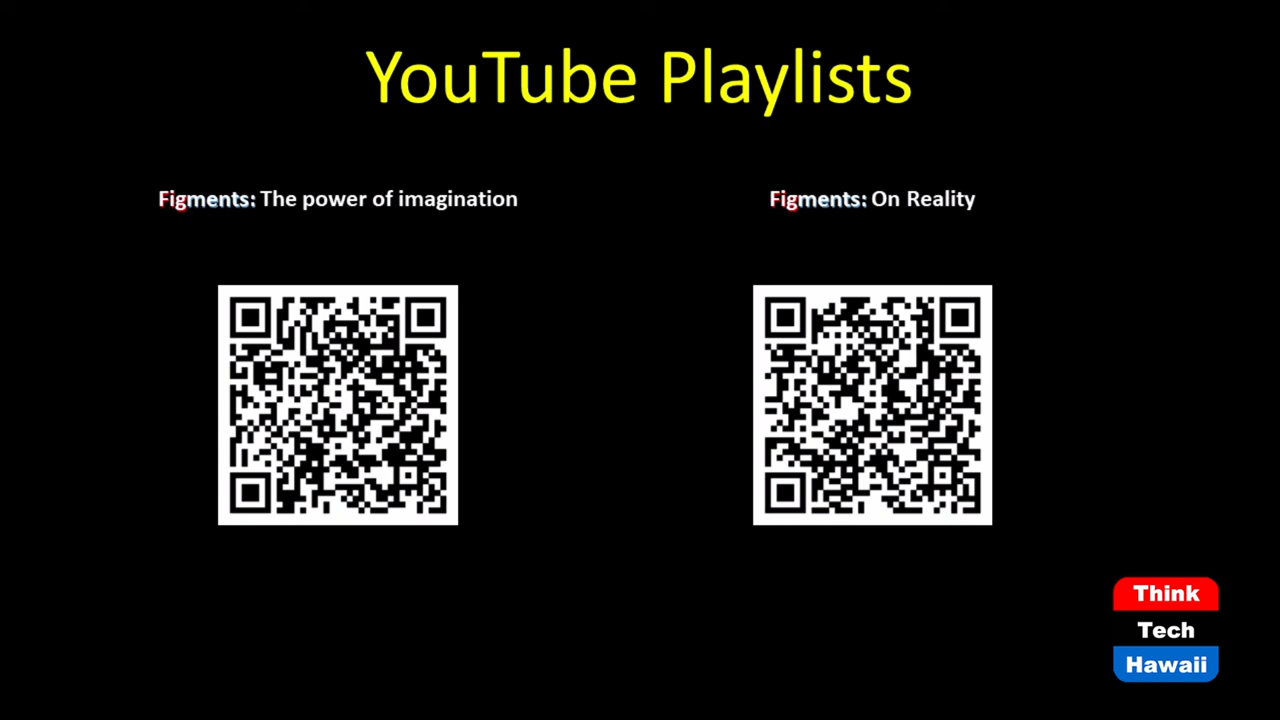 YouTube Playlists
Figments: The power of imagination
Figments: On Reality
Think
Tech
Hawaii